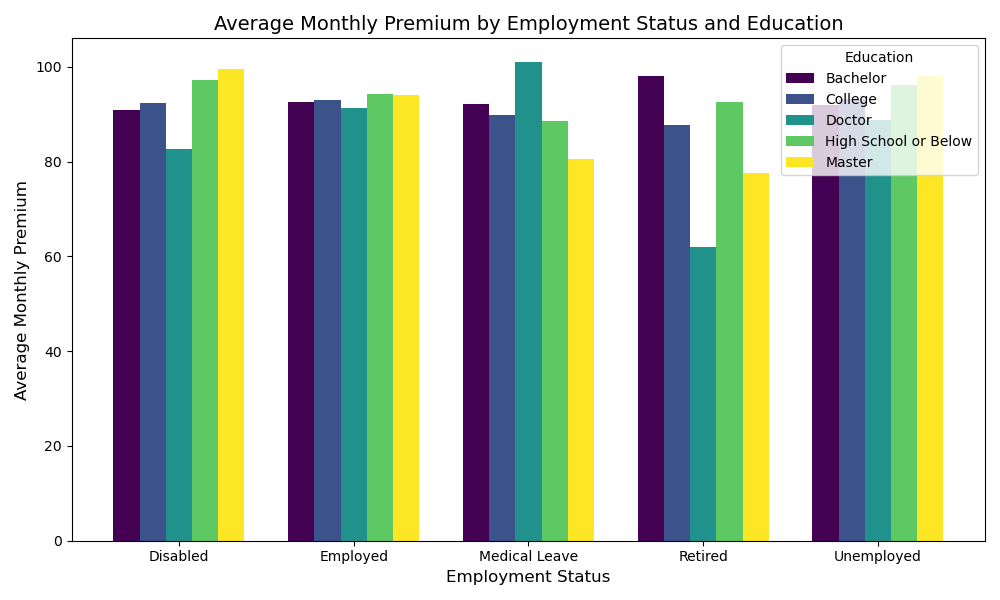 Average Monthly Premium by Employment Status and Education
Education
Bachelor
College
Doctor
High School or Below
Master
Average Monthly Premium
100
80
60
40
20
0
Disabled
Employed
Medical Leave
Retired
Unemployed
Employment Status